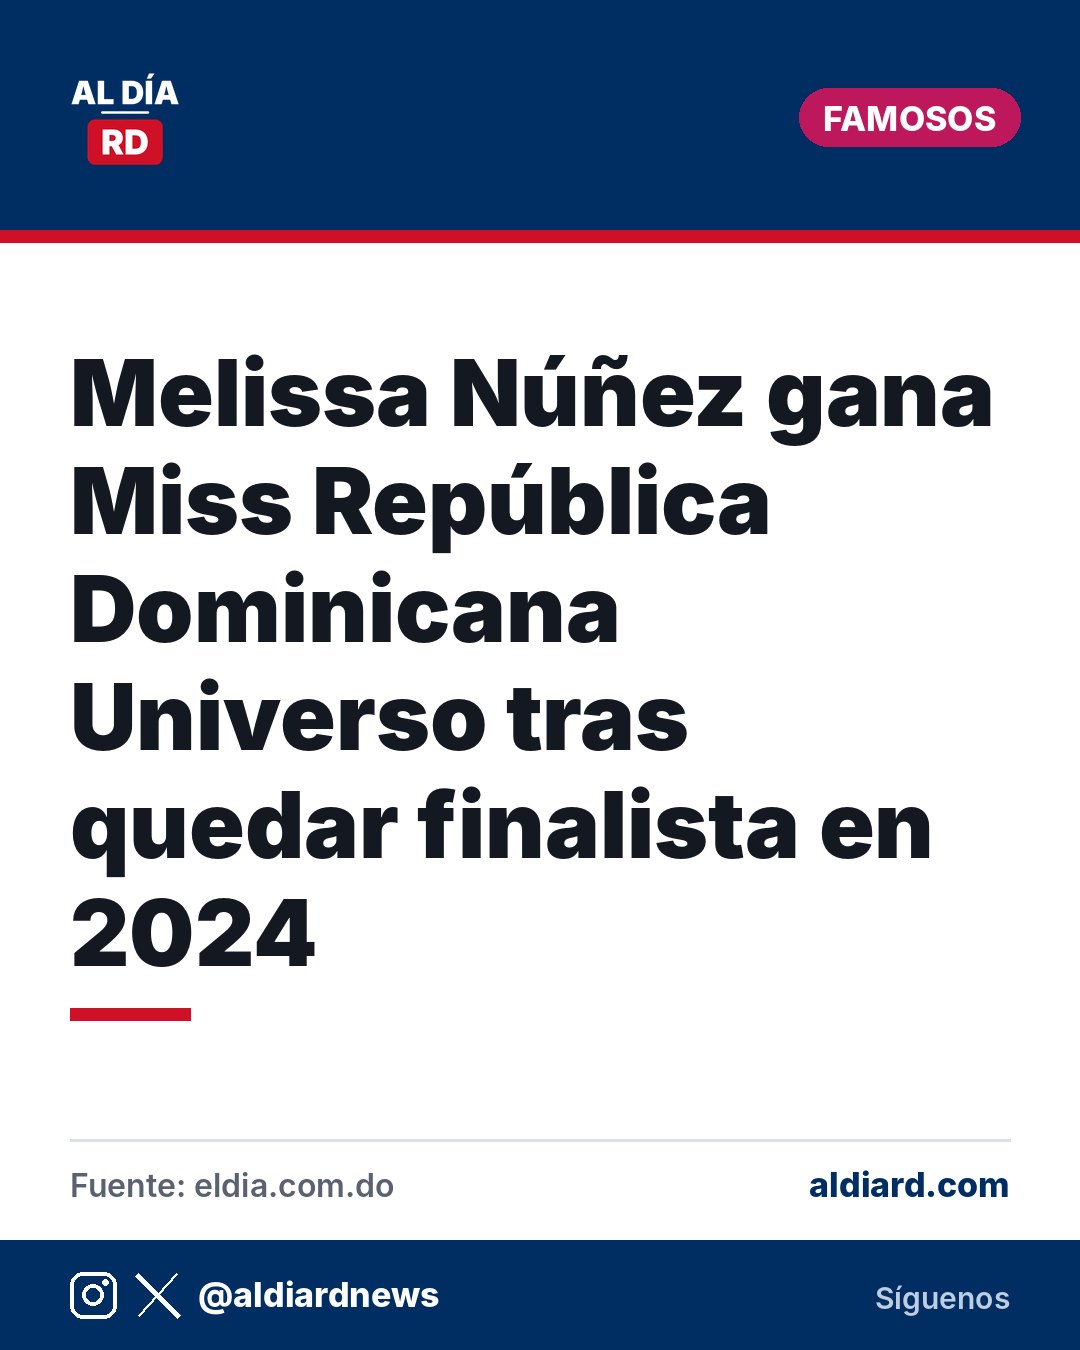 AL DÍA
RD
FAMOSOS
Melissa Núñez gana
Miss República
Dominicana
Universo tras
quedar finalista en
2024
Fuente: eldia.com.do
aldiard.com
@aldiardnews
Síguenos